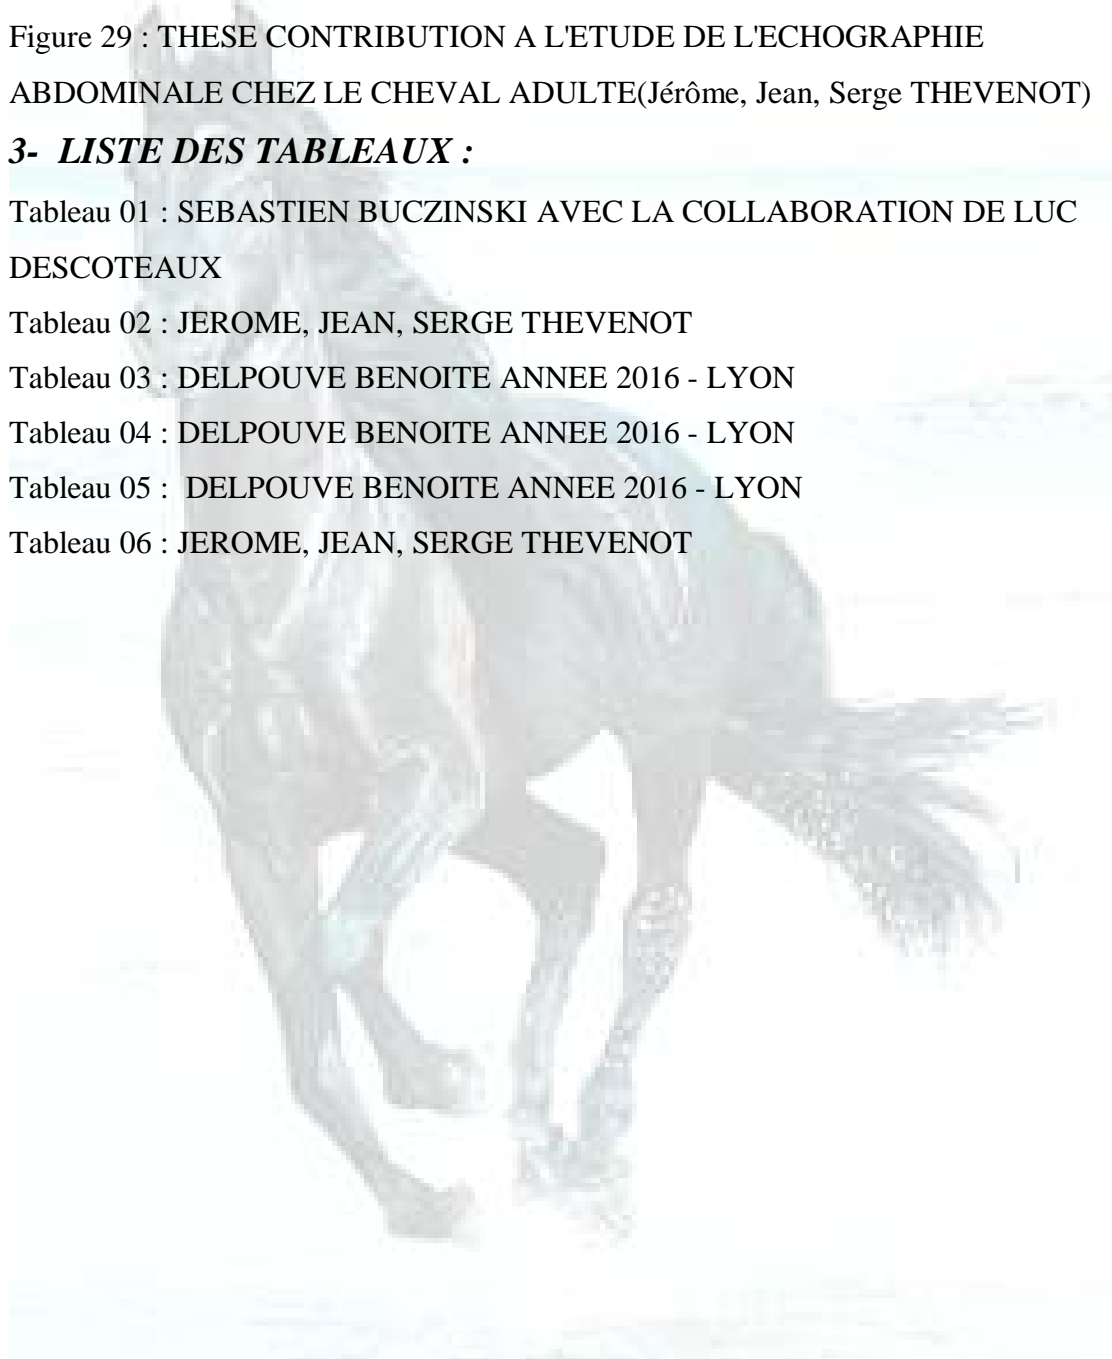 Figure 29 : THESE CONTRIBUTION A L'ETUDE DE L'ECHOGRAPHIE
ABDOMINALE CHEZ LE CHEVAL ADULTE(Jérôme, Jean, Serge THEVENOT)
3- LISTE DES TABLEAUX :
Tableau 01 : SEBASTIEN BUCZINSKI AVEC LA COLLABORATION DE LUC
DESCOTEAUX
Tableau 02 : JEROME, JEAN, SERGE THEVENOT
Tableau 03 : DELPOUVE BENOITE ANNEE 2016 - LYON
Tableau 04 : DELPOUVE BENOITE ANNEE 2016 - LYON
Tableau 05 : DELPOUVE BENOITE ANNEE 2016 - LYON
Tableau 06 : JEROME, JEAN, SERGE THEVENOT